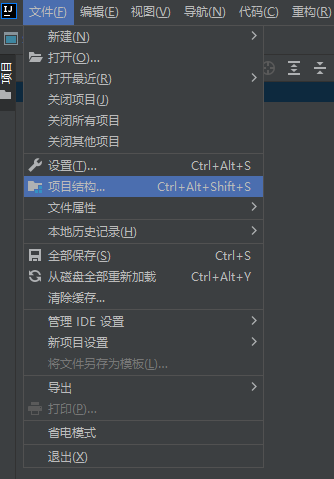 IJ 文件(F) 编辑(E) 视图(V) 导航(N) 代码(C) 重构(R)
项目
新建(N)
打开(O)...
打开最近(R)
关闭项目(J)
关闭所有项目
关闭其他项目
设置(T)... Ctrl+Alt+S
项目结构... Ctrl+Alt+Shift+S
文件属性
本地历史记录(H)
全部保存(S) Ctrl+S
从磁盘全部重新加载 Ctrl+Alt+Y
清除缓存...
管理 IDE 设置
新项目设置
将文件另存为模板(L)...
导出
打印(P)...
省电模式
退出(X)